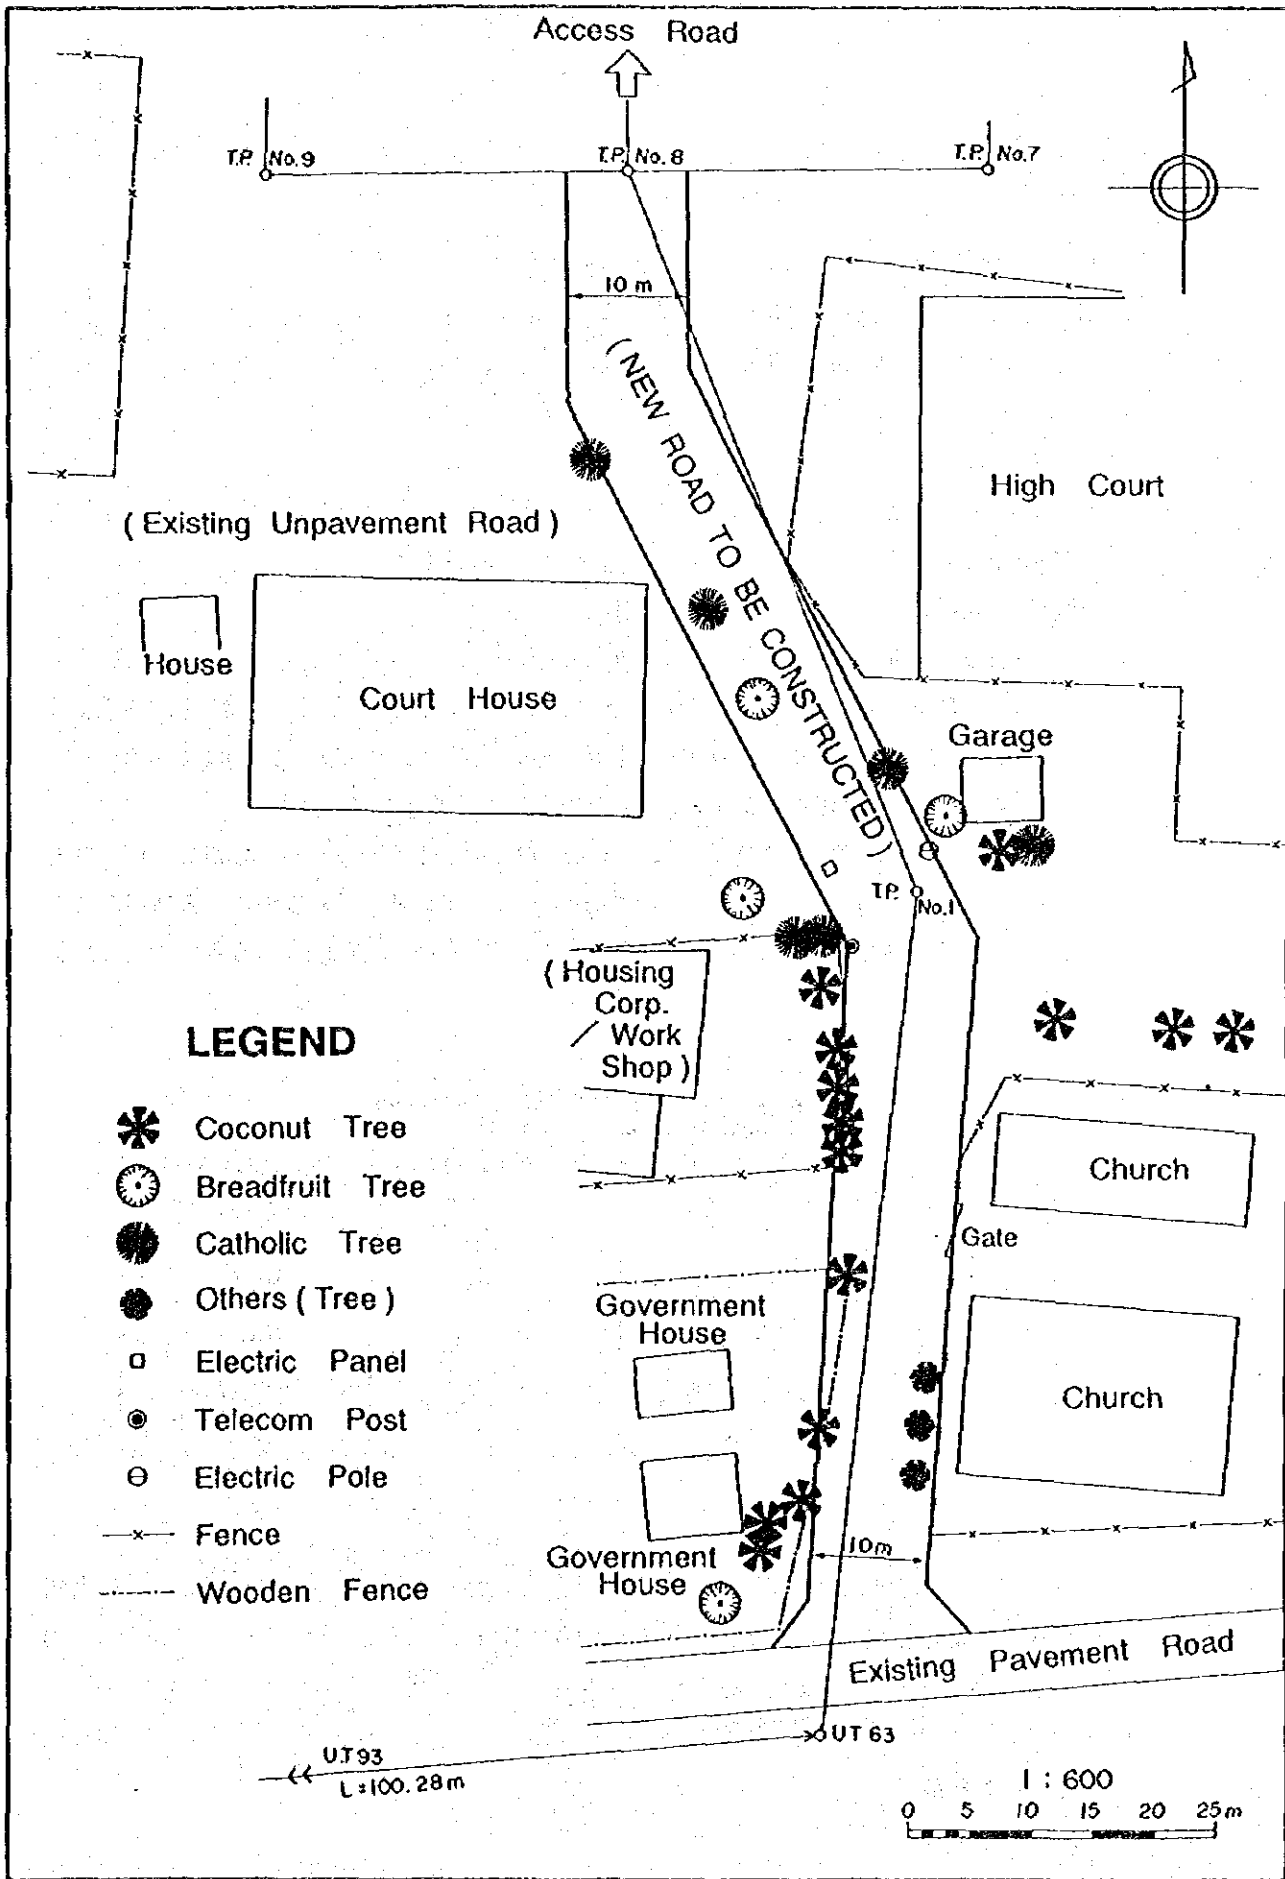 Access Road
T.P. No.9
T.P. No.8
T.P. No.7
10 m
(NEW ROAD TO BE CONSTRUCTED)
High Court
(Existing Unpavement Road)
House
Court House
Garage
T.P. No.1
(Housing
Corp.
Work
Shop)
LEGEND
Coconut Tree
Breadfruit Tree
Catholic Tree
Others (Tree)
Electric Panel
Telecom Post
Electric Pole
Fence
Wooden Fence
Church
Gate
Government
House
Church
Government
House
10m
Existing Pavement Road
UT 63
U.T 93
L=100.28m
1 : 600
0 5 10 15 20 25m